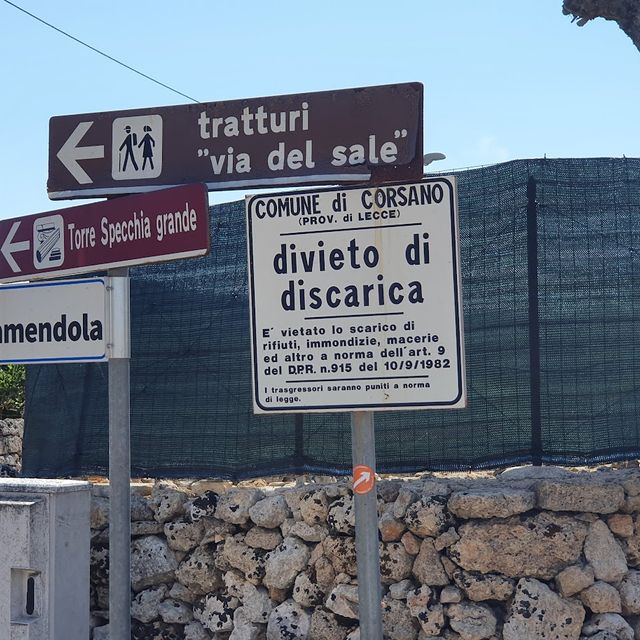 tratturi
"via del sale"
Torre Specchia grande
COMUNE di CORSANO
(PROV. di LECCE)
divieto di
discarica
E' vietato lo scarico di
rifiuti, immondizie, macerie
ed altro a norma dell'art. 9
del D.P.R. n.915 del 10/9/1982
I trasgressori saranno puniti a norma
di legge.
amendola